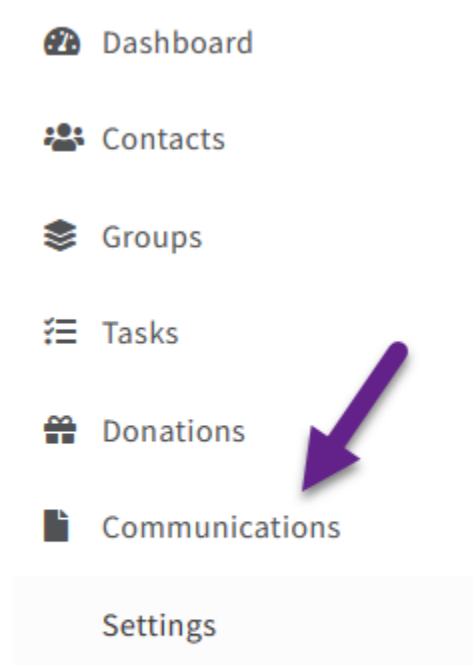 Dashboard
Contacts
Groups
Tasks
Donations
Communications
Settings